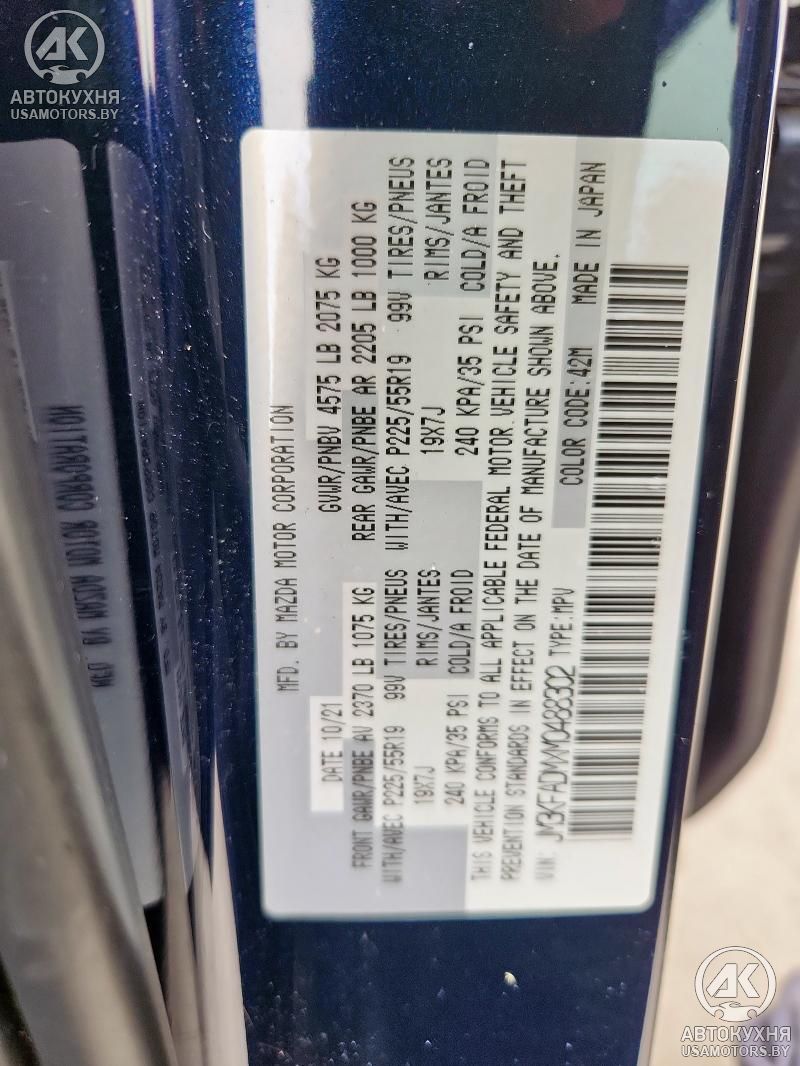 АК
АВТОКУХНЯ
USAMOTORS.BY
MFD. BY MAZDA MOTOR CORPORATION
DATE 10/21 GVWR/PNBV 4575 LB 2075 KG
FRONT GAWR/PNBE AV 2370 LB 1075 KG REAR GAWR/PNBE AR 2205 LB 1000 KG
WITH/AVEC P225/55R19 99V TIRES/PNEUS WITH/AVEC P225/55R19 99V TIRES/PNEUS
19X7J RIMS/JANTES 19X7J RIMS/JANTES
240 KPA/35 PSI COLD/A FROID 240 KPA/35 PSI COLD/A FROID
THIS VEHICLE CONFORMS TO ALL APPLICABLE FEDERAL MOTOR VEHICLE SAFETY AND THEFT
PREVENTION STANDARDS IN EFFECT ON THE DATE OF MANUFACTURE SHOWN ABOVE.
VIN: JM3KFADMXM0488302 TYPE:MPV COLOR CODE:42M MADE IN JAPAN
АК
АВТОКУХНЯ
USAMOTORS.BY